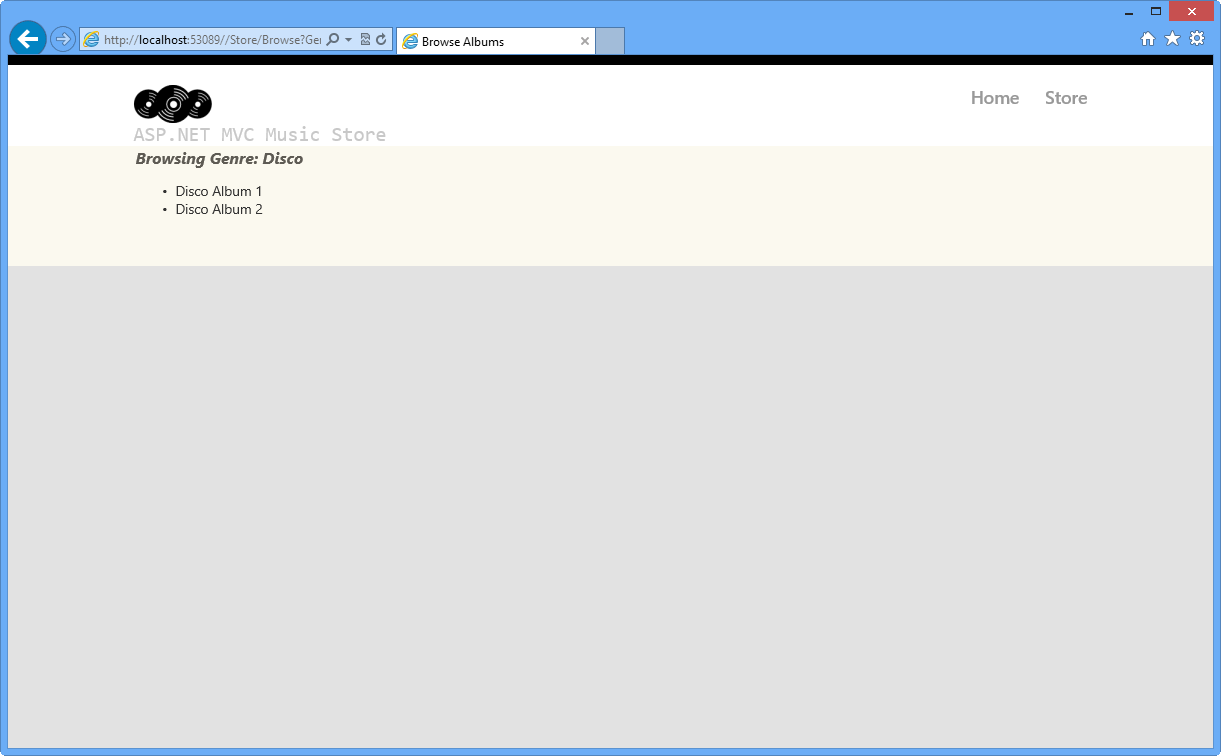 http://localhost:53089//Store/Browse?Ge
Browse Albums
Home Store
ASP.NET MVC Music Store
Browsing Genre: Disco
• Disco Album 1
• Disco Album 2